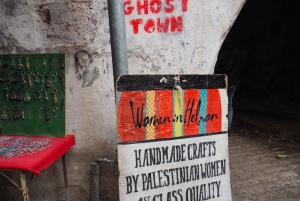 GHOST
TOWN
Women in Hebron
HANDMADE CRAFTS
BY PALESTINIAN WOMEN
1ST CLASS QUALITY